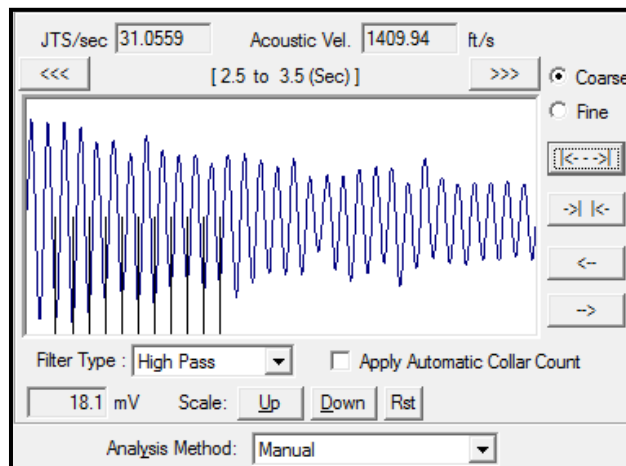 JTS/sec 31.0559 Acoustic Vel. 1409.94 ft/s
<<< [ 2.5 to 3.5 (Sec) ] >>> Coarse
Fine
|<- - ->|
->| |<-
<--
-->
Filter Type : High Pass Apply Automatic Collar Count
18.1 mV Scale: Up Down Rst
Analysis Method: Manual